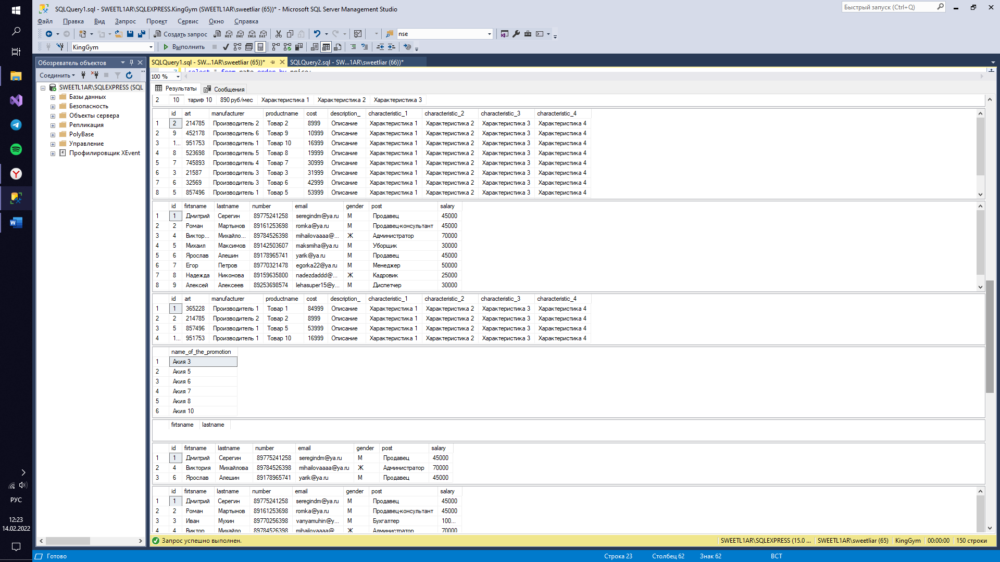 SQLQuery1.sql - SWEETL1AR\SQLEXPRESS.KingGym (SWEETL1AR\sweetliar (65))* - Microsoft SQL Server Management Studio
Быстрый запуск (Ctrl+Q)
Файл Правка Вид Запрос Проект Сервис Окно Справка
Создать запрос MDX DMX XMLA DAX nse
KingGym Выполнить
Обозреватель объектов
SQLQuery1.sql - SW...1AR\sweetliar (65))* SQLQuery2.sql - SW...1AR\sweetliar (66))*
7 select * from rate order by price;
Соединить
100 %
SWEETL1AR\SQLEXPRESS (SQL
Базы данных
Безопасность
Объекты сервера
Репликация
PolyBase
Управление
Профилировщик XEvent
Результаты Сообщения
2 10 тариф 10 890 руб/мес Характеристика 1 Характеристика 2 Характеристика 3
id art manufacturer productname cost description_ characteristic_1 characteristic_2 characteristic_3 characteristic_4
1 2 214785 Производитель 2 Товар 2 8999 Описание Характеристика 1 Характеристика 2 Характеристика 3 Характеристика 4
2 9 452178 Производитель 6 Товар 9 10999 Описание Характеристика 1 Характеристика 2 Характеристика 3 Характеристика 4
3 1... 951753 Производитель 1 Товар 10 16999 Описание Характеристика 1 Характеристика 2 Характеристика 3 Характеристика 4
4 8 523698 Производитель 5 Товар 8 19999 Описание Характеристика 1 Характеристика 2 Характеристика 3 Характеристика 4
5 7 745893 Производитель 4 Товар 7 30999 Описание Характеристика 1 Характеристика 2 Характеристика 3 Характеристика 4
6 3 21587 Производитель 3 Товар 3 31999 Описание Характеристика 1 Характеристика 2 Характеристика 3 Характеристика 4
7 6 32569 Производитель 3 Товар 6 42999 Описание Характеристика 1 Характеристика 2 Характеристика 3 Характеристика 4
8 5 857496 Производитель 1 Товар 5 53999 Описание Характеристика 1 Характеристика 2 Характеристика 3 Характеристика 4
id firtsname lastname number email gender post salary
1 1 Дмитрий Серегин 89775241258 seregindm@ya.ru М Продавец 45000
2 2 Роман Мартынов 89161253698 romka@ya.ru М Продавец-консультант 45000
3 4 Виктор... Михайло... 89784526398 mihailovaaaa@... Ж Администратор 70000
4 5 Михаил Максимов 89142503607 maksmiha@ya.ru М Уборщик 30000
5 6 Ярослав Алешин 89178965741 yarik@ya.ru М Продавец 45000
6 7 Егор Петров 89770321478 egorka22@ya.ru М Менеджер 50000
7 8 Надежда Никонова 89159635800 nadezdaddd@... Ж Кадровик 25000
8 9 Алексей Алексеев 89253698574 lehasuper15@y... М Диспетчер 30000
id art manufacturer productname cost description_ characteristic_1 characteristic_2 characteristic_3 characteristic_4
1 1 365228 Производитель 1 Товар 1 84999 Описание Характеристика 1 Характеристика 2 Характеристика 3 Характеристика 4
2 2 214785 Производитель 2 Товар 2 8999 Описание Характеристика 1 Характеристика 2 Характеристика 3 Характеристика 4
3 5 857496 Производитель 1 Товар 5 53999 Описание Характеристика 1 Характеристика 2 Характеристика 3 Характеристика 4
4 1... 951753 Производитель 1 Товар 10 16999 Описание Характеристика 1 Характеристика 2 Характеристика 3 Характеристика 4
name_of_the_promotion
1 Акия 3
2 Акия 5
3 Акия 6
4 Акия 7
5 Акия 8
6 Акия 10
firtsname lastname
id firtsname lastname number email gender post salary
1 1 Дмитрий Серегин 89775241258 seregindm@ya.ru М Продавец 45000
2 4 Виктория Михайлова 89784526398 mihailovaaaa@ya.ru Ж Администратор 70000
3 6 Ярослав Алешин 89178965741 yarik@ya.ru М Продавец 45000
id firtsname lastname number email gender post salary
1 1 Дмитрий Серегин 89775241258 seregindm@ya.ru М Продавец 45000
2 2 Роман Мартынов 89161253698 romka@ya.ru М Продавец-консультант 45000
3 3 Иван Мухин 89770256398 vanyamuhin@y... М Бухгалтер 100...
4 4 Виктор Михайло 89784526398 mihailovaaaa@ Ж Администратор 70000
Запрос успешно выполнен. SWEETL1AR\SQLEXPRESS (15.0 ... SWEETL1AR\sweetliar (65) KingGym 00:00:00 150 строки
Готово Строка 23 Столбец 62 Знак 62 ВСТ
РУС
12:23
14.02.2022